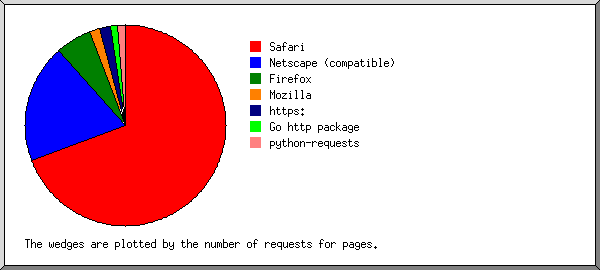 Safari
Netscape (compatible)
Firefox
Mozilla
https:
Go http package
python-requests
The wedges are plotted by the number of requests for pages.